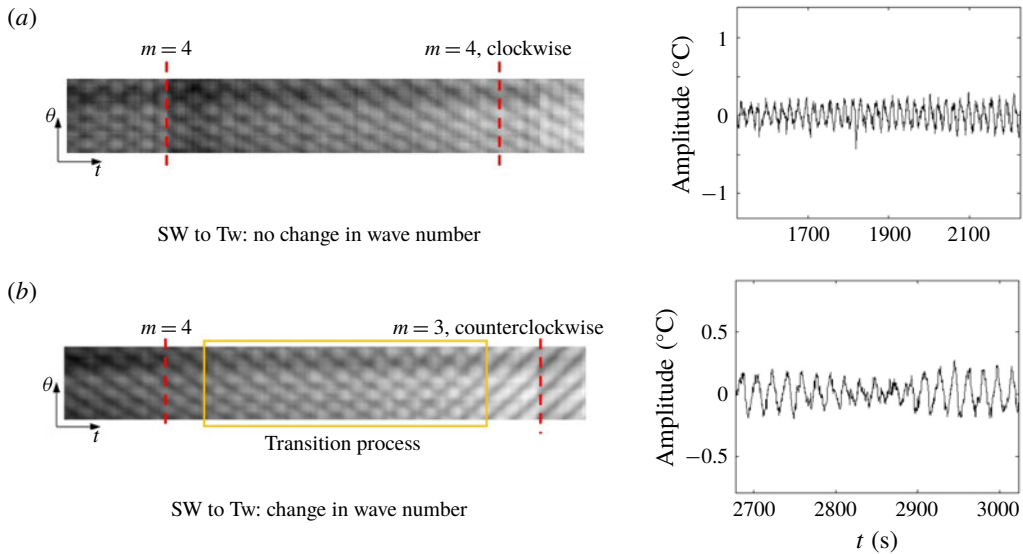 (a)
m = 4
m = 4, clockwise
θ
t
SW to Tw: no change in wave number
Amplitude (°C)
1
0
−1
1700 1900 2100
(b)
m = 4
m = 3, counterclockwise
θ
t
Transition process
SW to Tw: change in wave number
Amplitude (°C)
0.5
0
−0.5
2700 2800 2900 3000
t (s)